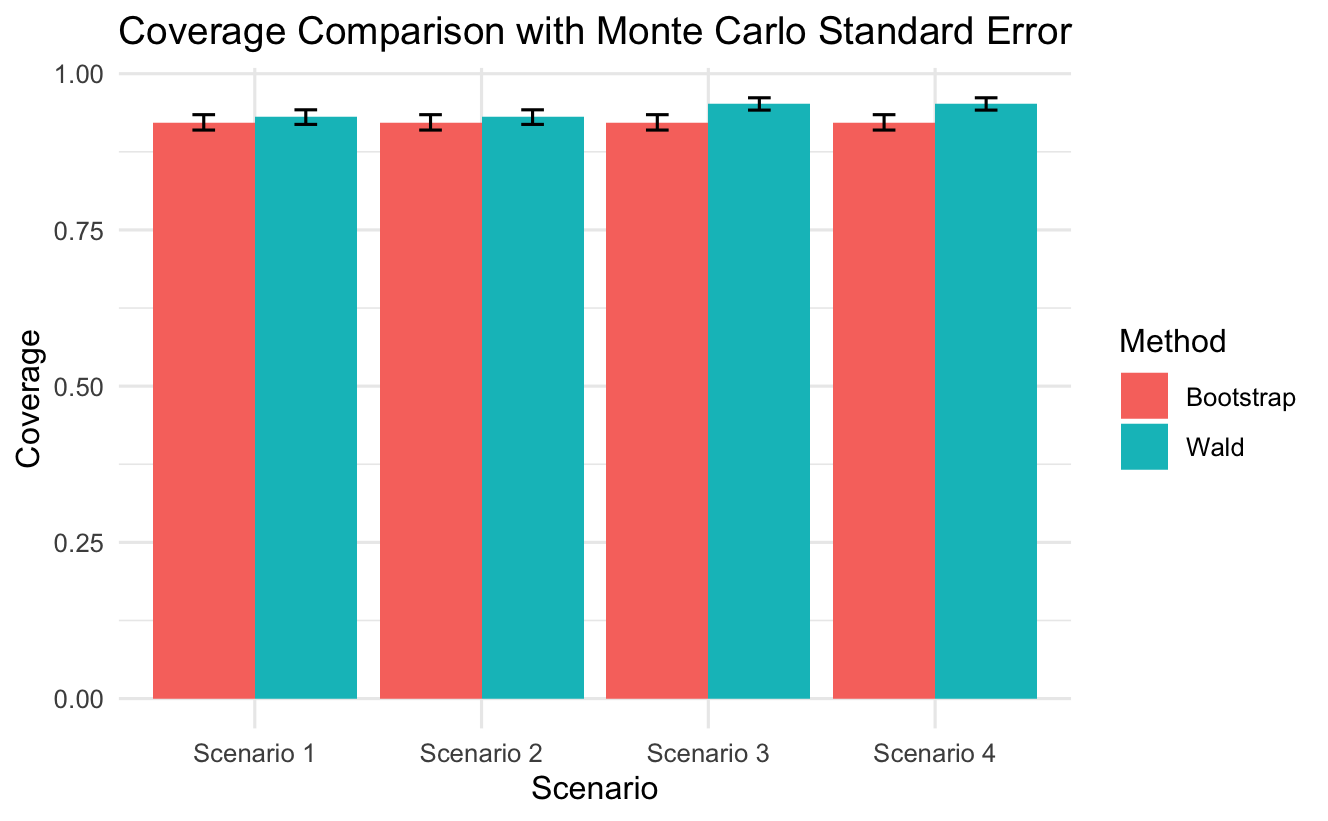 Coverage Comparison with Monte Carlo Standard Error
1.00
0.75
0.50
0.25
0.00
Coverage
Scenario 1
Scenario 2
Scenario 3
Scenario 4
Scenario
Method
Bootstrap
Wald